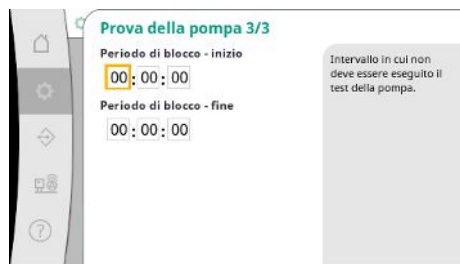 Prova della pompa 3/3
Periodo di blocco - inizio
00 : 00 : 00
Periodo di blocco - fine
00 : 00 : 00
Intervallo in cui non
deve essere eseguito il
test della pompa.
?